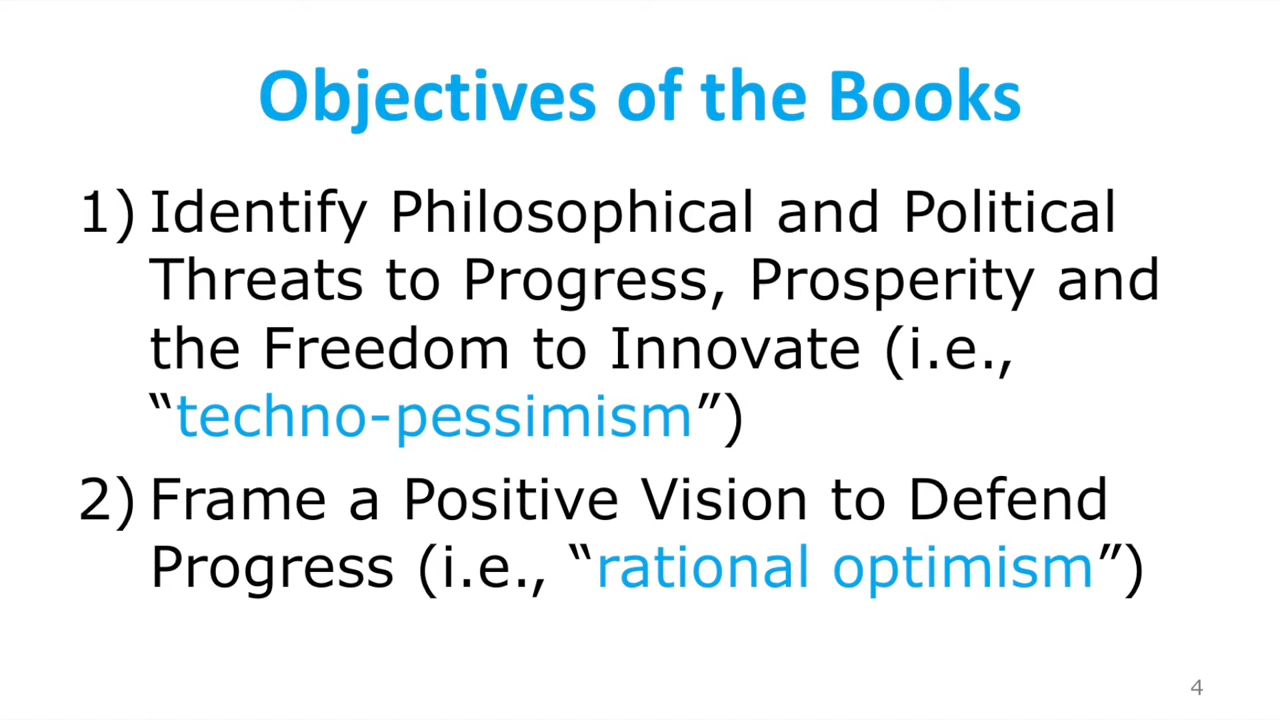 Objectives of the Books
1) Identify Philosophical and Political
Threats to Progress, Prosperity and
the Freedom to Innovate (i.e.,
“techno-pessimism”)
2) Frame a Positive Vision to Defend
Progress (i.e., “rational optimism”)
4